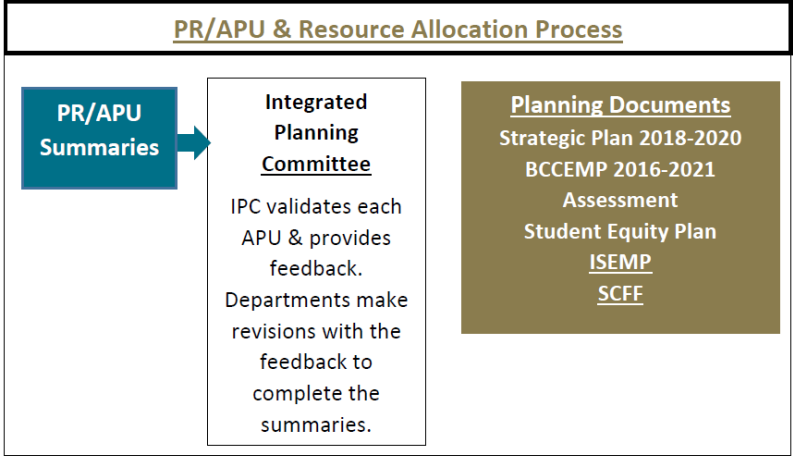 PR/APU & Resource Allocation Process
PR/APU
Summaries
Integrated
Planning
Committee
IPC validates each
APU & provides
feedback.
Departments make
revisions with the
feedback to
complete the
summaries.
Planning Documents
Strategic Plan 2018-2020
BCCEMP 2016-2021
Assessment
Student Equity Plan
ISEMP
SCFF